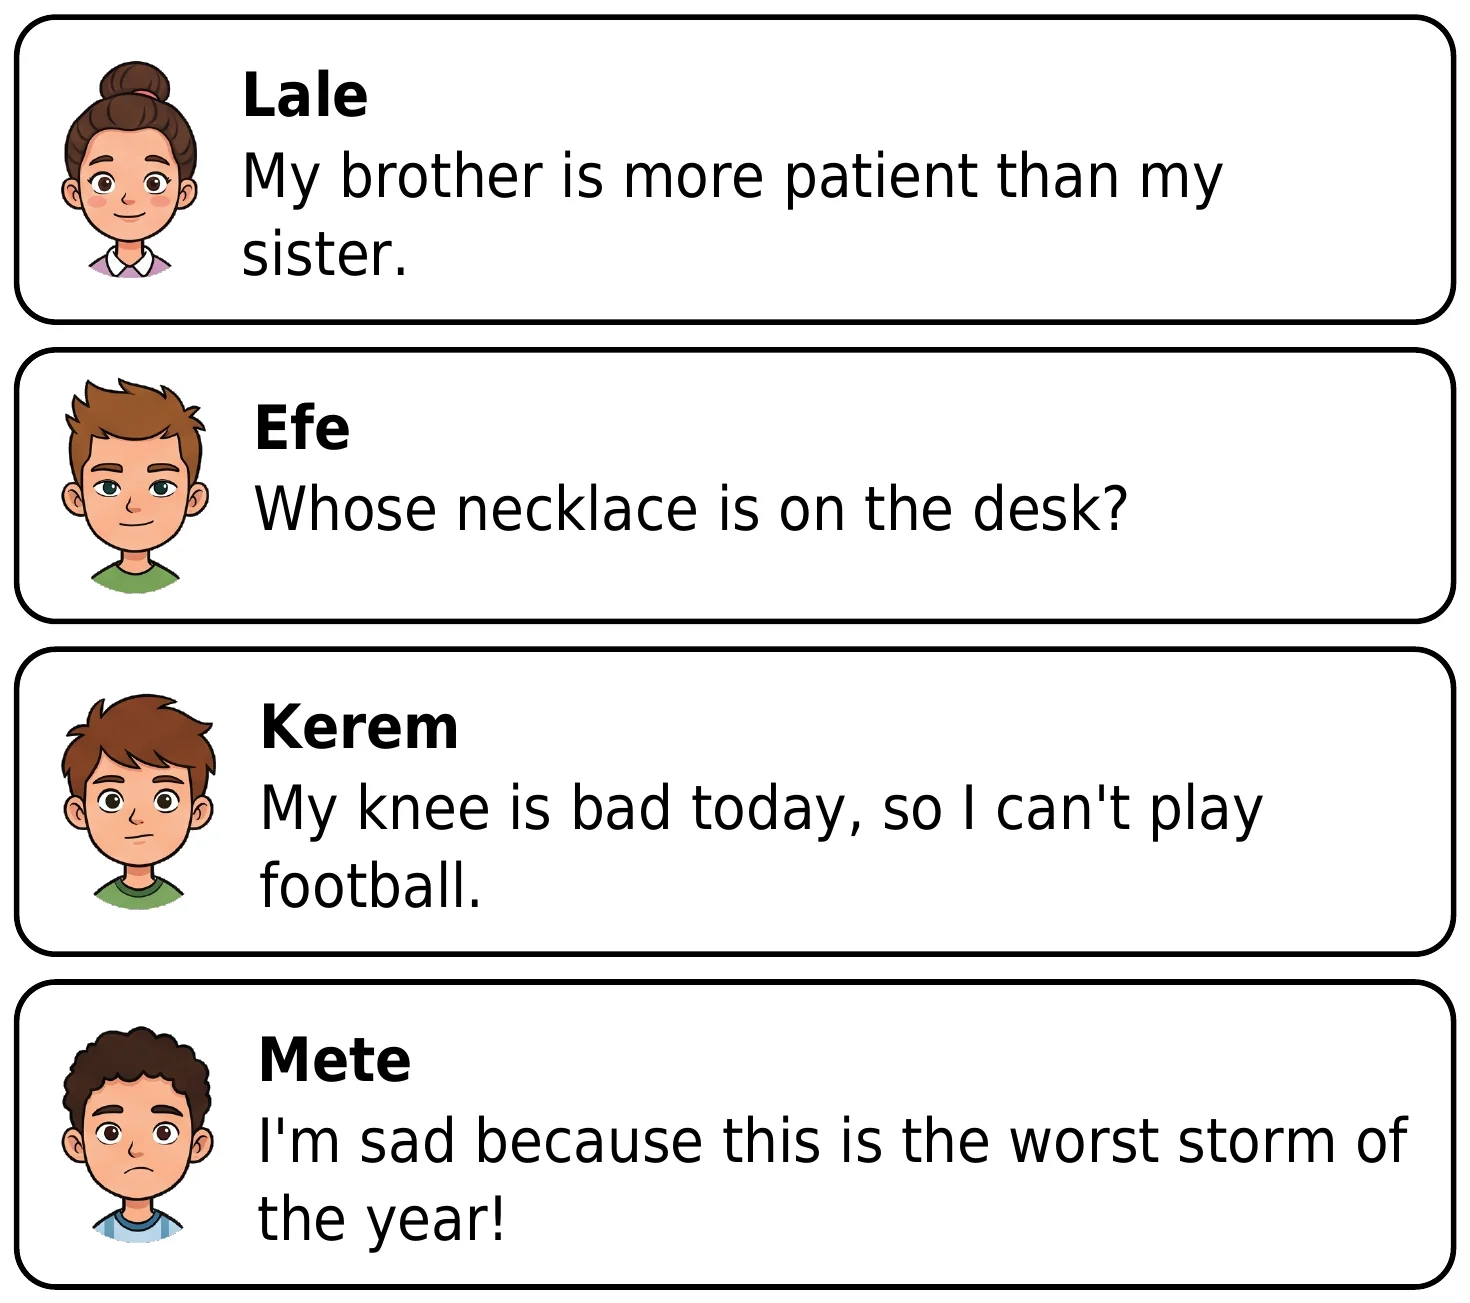 Lale
My brother is more patient than my
sister.
Efe
Whose necklace is on the desk?
Kerem
My knee is bad today, so I can't play
football.
Mete
I'm sad because this is the worst storm of
the year!